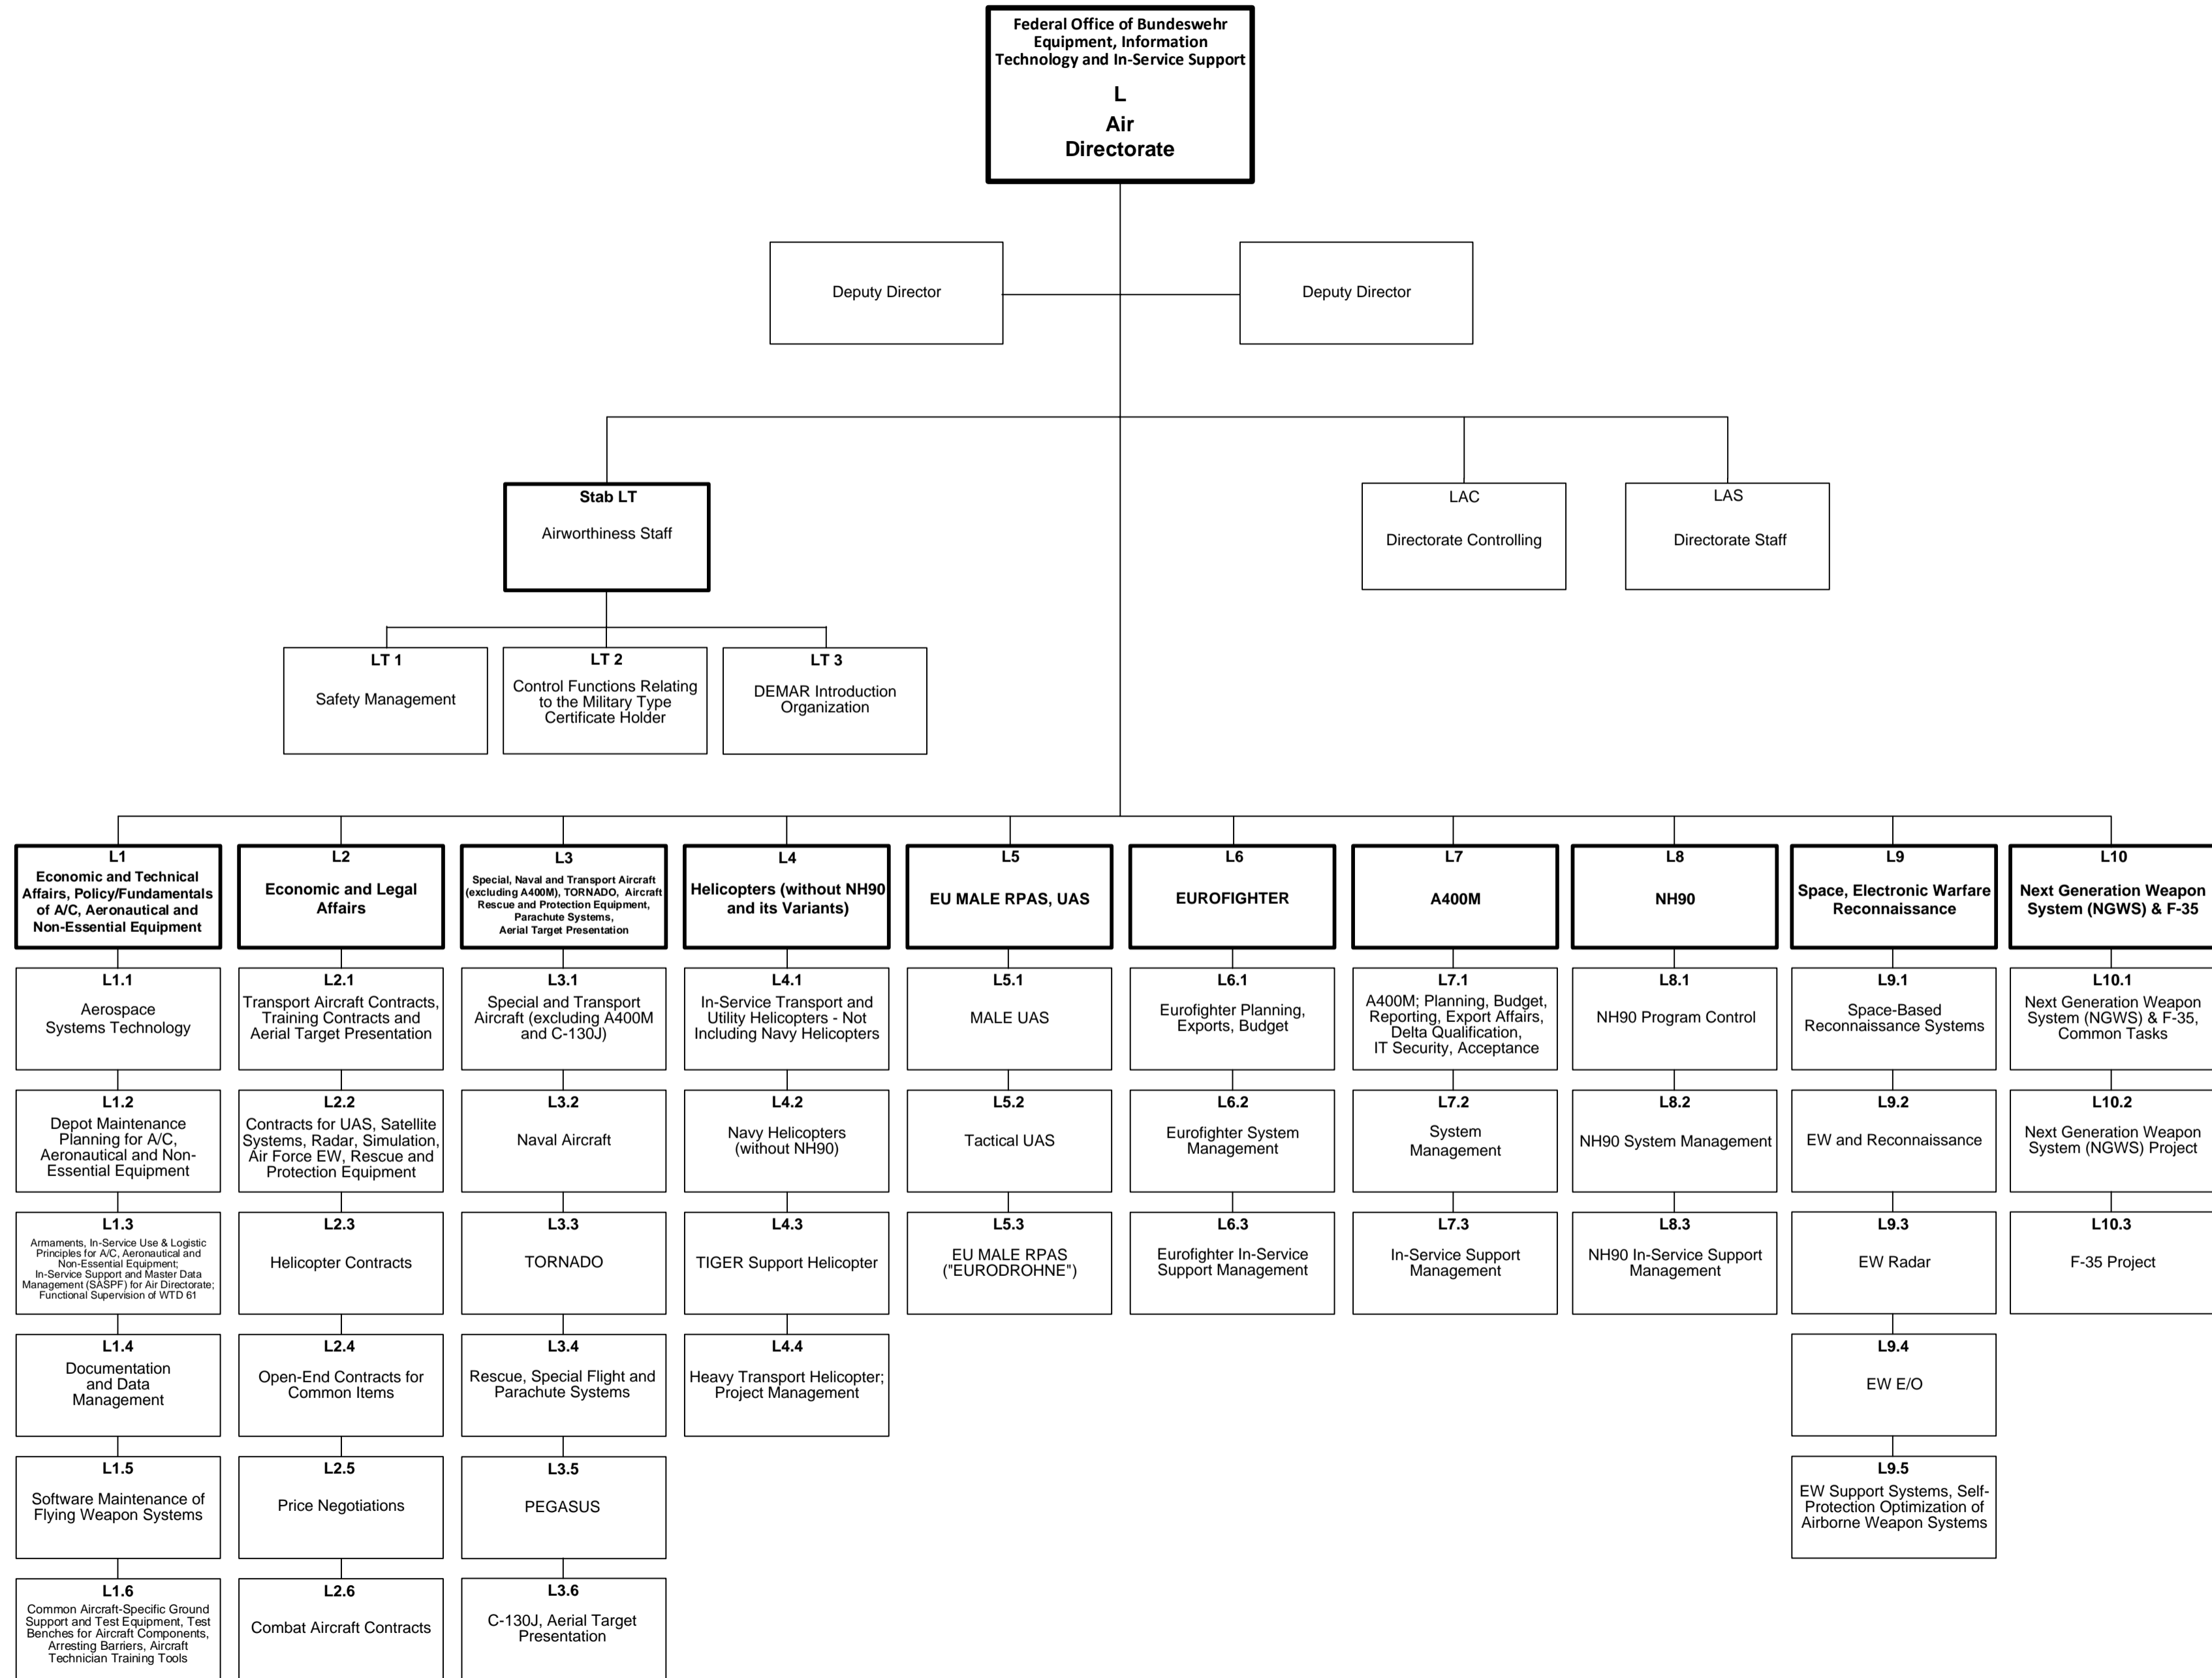 Federal Office of Bundeswehr
Equipment, Information
Technology and In-Service Support
L
Air
Directorate
Deputy Director
Deputy Director
Stab LT
Airworthiness Staff
LAC
Directorate Controlling
LAS
Directorate Staff
LT 1
Safety Management
LT 2
Control Functions Relating
to the Military Type
Certificate Holder
LT 3
DEMAR Introduction
Organization
L1
Economic and Technical
Affairs, Policy/Fundamentals
of A/C, Aeronautical and
Non-Essential Equipment
L2
Economic and Legal
Affairs
L3
Special, Naval and Transport Aircraft
(excluding A400M), TORNADO, Aircraft
Rescue and Protection Equipment,
Parachute Systems,
Aerial Target Presentation
L4
Helicopters (without NH90
and its Variants)
L5
EU MALE RPAS, UAS
L6
EUROFIGHTER
L7
A400M
L8
NH90
L9
Space, Electronic Warfare
Reconnaissance
L10
Next Generation Weapon
System (NGWS) & F-35
L1.1
Aerospace
Systems Technology
L2.1
Transport Aircraft Contracts,
Training Contracts and
Aerial Target Presentation
L3.1
Special and Transport
Aircraft (excluding A400M
and C-130J)
L4.1
In-Service Transport and
Utility Helicopters - Not
Including Navy Helicopters
L5.1
MALE UAS
L6.1
Eurofighter Planning,
Exports, Budget
L7.1
A400M; Planning, Budget,
Reporting, Export Affairs,
Delta Qualification,
IT Security, Acceptance
L8.1
NH90 Program Control
L9.1
Space-Based
Reconnaissance Systems
L10.1
Next Generation Weapon
System (NGWS) & F-35,
Common Tasks
L1.2
Depot Maintenance
Planning for A/C,
Aeronautical and Non-
Essential Equipment
L2.2
Contracts for UAS, Satellite
Systems, Radar, Simulation,
Air Force EW, Rescue and
Protection Equipment
L3.2
Naval Aircraft
L4.2
Navy Helicopters
(without NH90)
L5.2
Tactical UAS
L6.2
Eurofighter System
Management
L7.2
System
Management
L8.2
NH90 System Management
L9.2
EW and Reconnaissance
L10.2
Next Generation Weapon
System (NGWS) Project
L1.3
Armaments, In-Service Use & Logistic
Principles for A/C, Aeronautical and
Non-Essential Equipment;
In-Service Support and Master Data
Management (SASPF) for Air Directorate;
Functional Supervision of WTD 61
L2.3
Helicopter Contracts
L3.3
TORNADO
L4.3
TIGER Support Helicopter
L5.3
EU MALE RPAS
("EURODROHNE")
L6.3
Eurofighter In-Service
Support Management
L7.3
In-Service Support
Management
L8.3
NH90 In-Service Support
Management
L9.3
EW Radar
L10.3
F-35 Project
L1.4
Documentation
and Data
Management
L2.4
Open-End Contracts for
Common Items
L3.4
Rescue, Special Flight and
Parachute Systems
L4.4
Heavy Transport Helicopter;
Project Management
L9.4
EW E/O
L1.5
Software Maintenance of
Flying Weapon Systems
L2.5
Price Negotiations
L3.5
PEGASUS
L9.5
EW Support Systems, Self-
Protection Optimization of
Airborne Weapon Systems
L1.6
Common Aircraft-Specific Ground
Support and Test Equipment, Test
Benches for Aircraft Components,
Arresting Barriers, Aircraft
Technician Training Tools
L2.6
Combat Aircraft Contracts
L3.6
C-130J, Aerial Target
Presentation